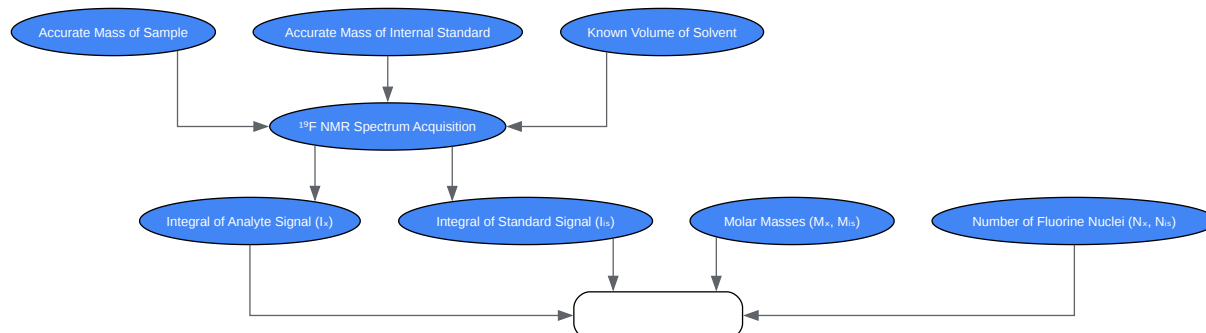 Accurate Mass of Sample
Accurate Mass of Internal Standard
Known Volume of Solvent
¹⁹F NMR Spectrum Acquisition
Integral of Analyte Signal (Iₓ)
Integral of Standard Signal (Iᵢₛ)
Molar Masses (Mₓ, Mᵢₛ)
Number of Fluorine Nuclei (Nₓ, Nᵢₛ)